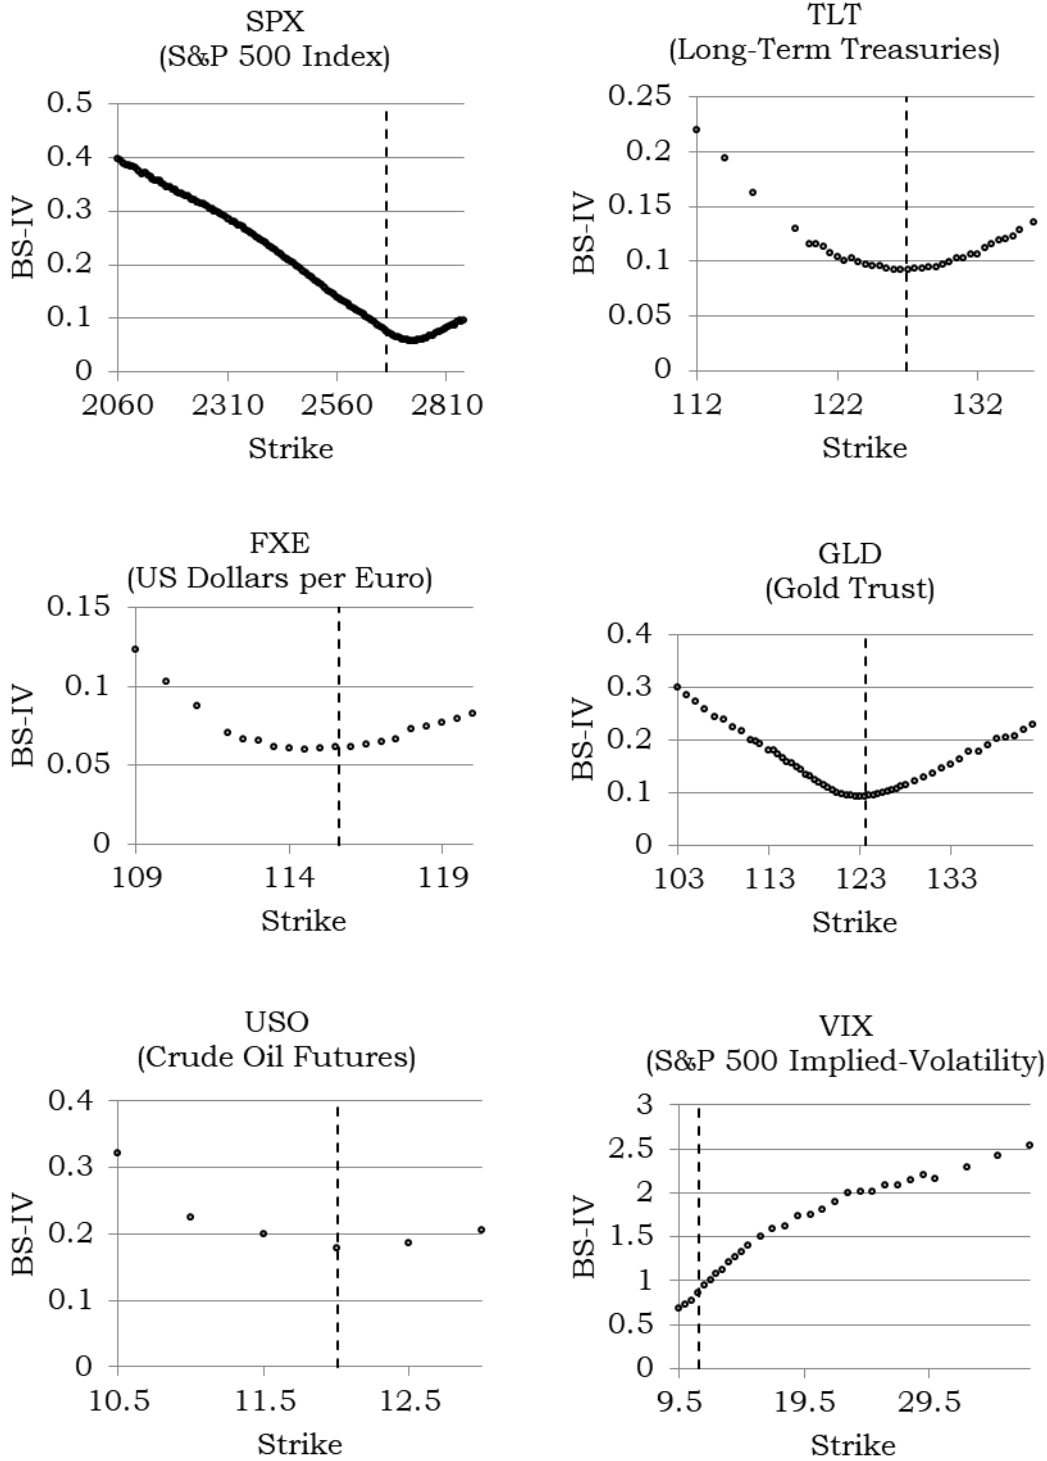 SPX
(S&P 500 Index)
0.5
0.4
0.3
0.2
0.1
0
BS-IV
2060 2310 2560 2810
Strike
TLT
(Long-Term Treasuries)
0.25
0.2
0.15
0.1
0.05
0
BS-IV
112 122 132
Strike
FXE
(US Dollars per Euro)
0.15
0.1
0.05
0
BS-IV
109 114 119
Strike
GLD
(Gold Trust)
0.4
0.3
0.2
0.1
0
BS-IV
103 113 123 133
Strike
USO
(Crude Oil Futures)
0.4
0.3
0.2
0.1
0
BS-IV
10.5 11.5 12.5
Strike
VIX
(S&P 500 Implied-Volatility)
3
2.5
2
1.5
1
0.5
0
BS-IV
9.5 19.5 29.5
Strike